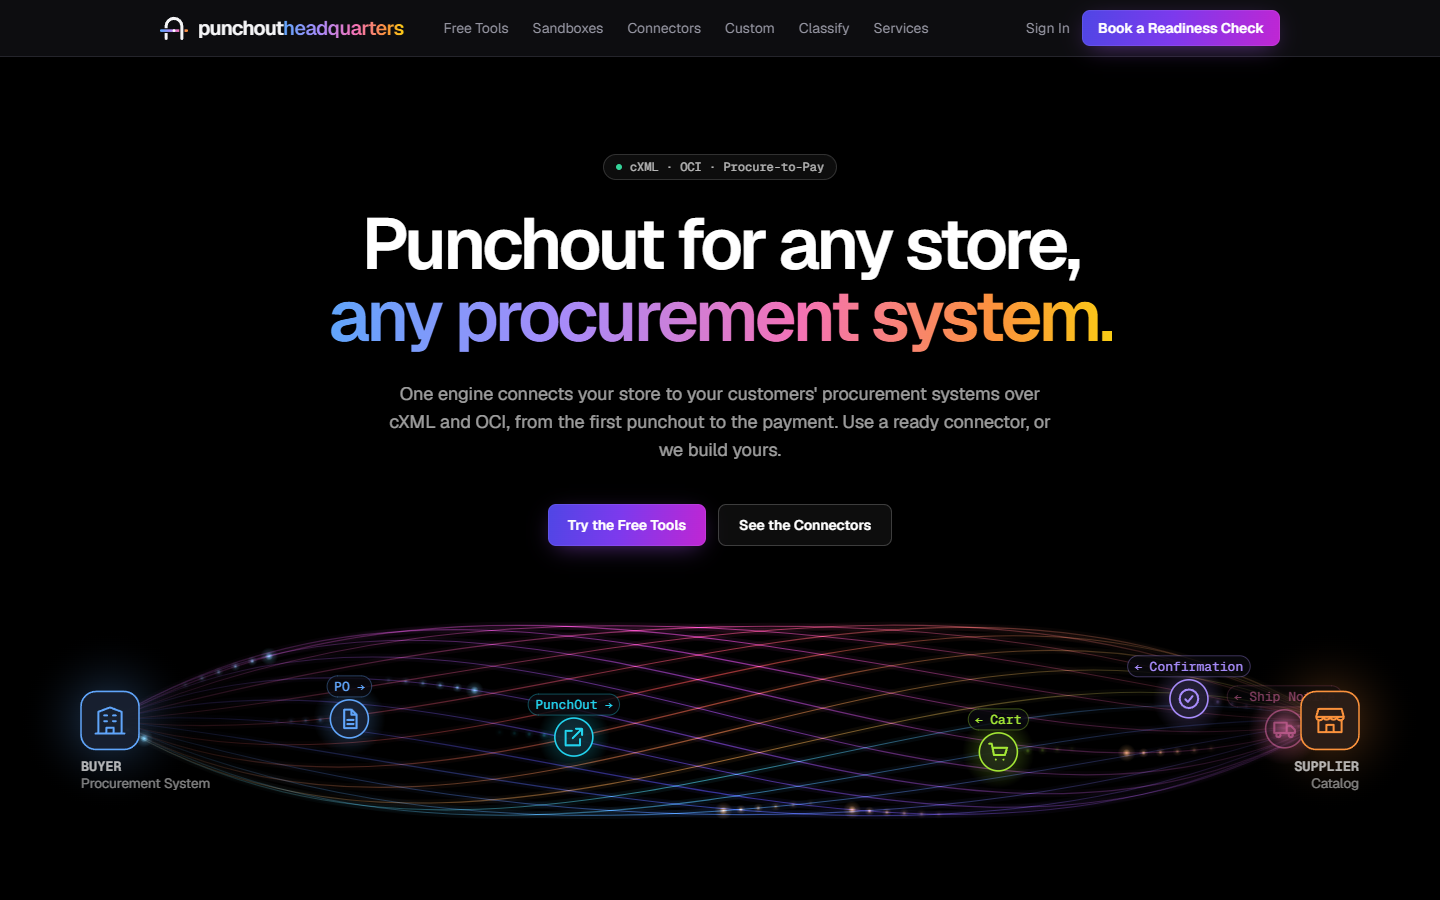 punchoutheadquarters Free Tools Sandboxes Connectors Custom Classify Services Sign In Book a Readiness Check
cXML · OCI · Procure-to-Pay
Punchout for any store,
any procurement system.
One engine connects your store to your customers' procurement systems over
cXML and OCI, from the first punchout to the payment. Use a ready connector, or
we build yours.
Try the Free Tools See the Connectors
← Confirmation
PO →
← Ship
PunchOut →
← Cart
BUYER
Procurement System
SUPPLIER
Catalog